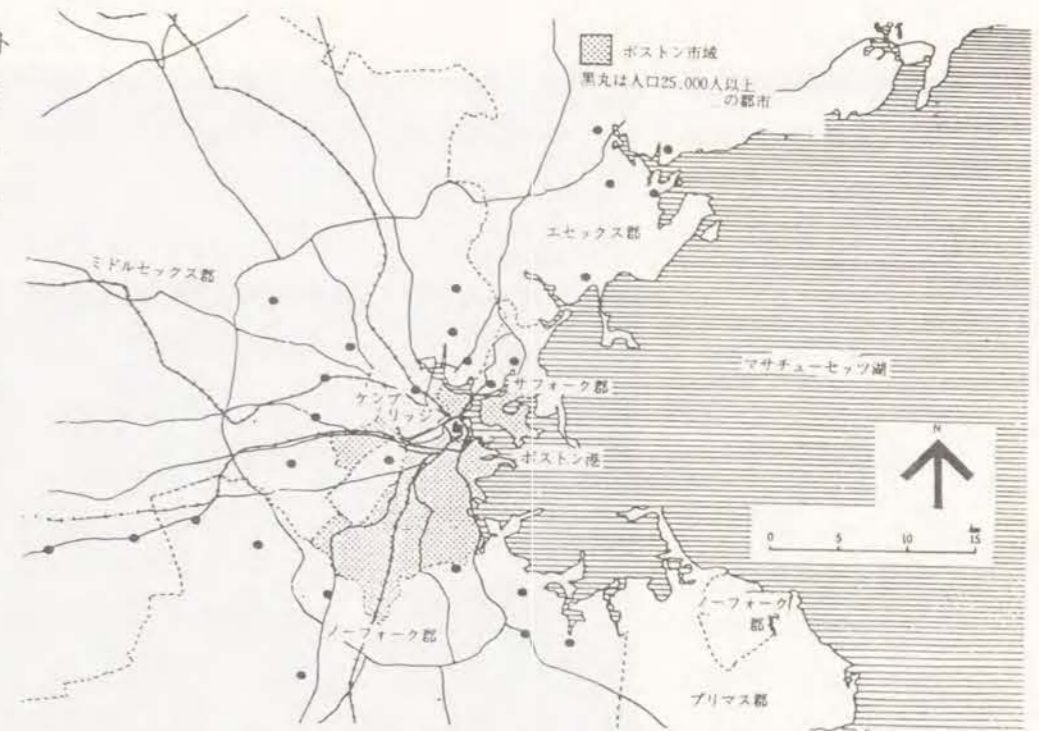 ト
ボストン市域
黒丸は人口25.000人以上
の都市
エセックス郡
ミドルセックス郡
マサチューセッツ湖
サフォーク郡
ケンブ
リッジ
ボストン港
N
km
0 5 10 15
ノーフォーク
郡
ノーフォーク郡
プリマス郡